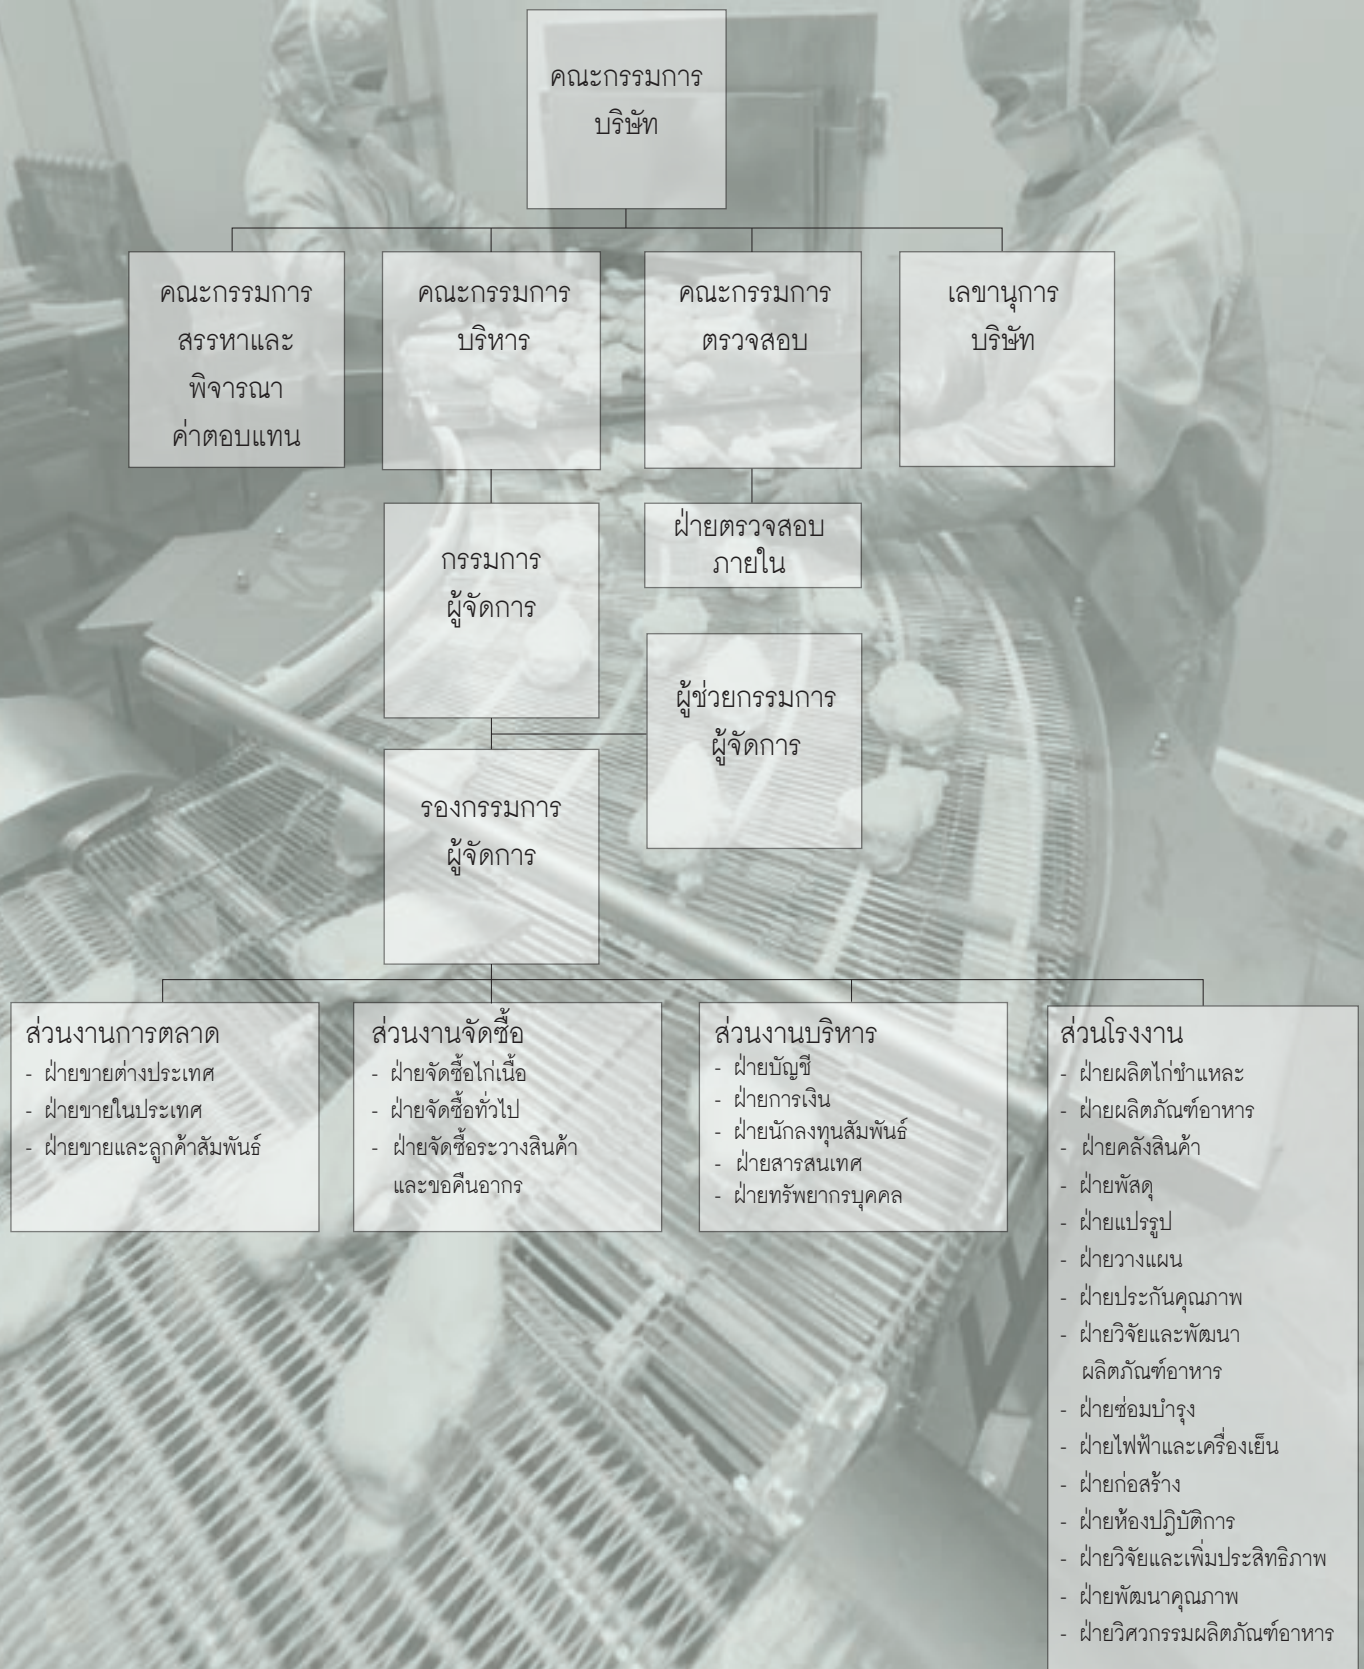 คณะกรรมการ
บริษัท
คณะกรรมการ
สรรหาและ
พิจารณา
ค่าตอบแทน
คณะกรรมการ
บริหาร
คณะกรรมการ
ตรวจสอบ
เลขานุการ
บริษัท
กรรมการ
ผู้จัดการ
ฝ่ายตรวจสอบ
ภายใน
ผู้ช่วยกรรมการ
ผู้จัดการ
รองกรรมการ
ผู้จัดการ
ส่วนงานการตลาด
- ฝ่ายขายต่างประเทศ
- ฝ่ายขายในประเทศ
- ฝ่ายขายและลูกค้าสัมพันธ์
ส่วนงานจัดซื้อ
- ฝ่ายจัดซื้อไก่เนื้อ
- ฝ่ายจัดซื้อทั่วไป
- ฝ่ายจัดซื้อระวางสินค้า
และขอคืนอากร
ส่วนงานบริหาร
- ฝ่ายบัญชี
- ฝ่ายการเงิน
- ฝ่ายนักลงทุนสัมพันธ์
- ฝ่ายสารสนเทศ
- ฝ่ายทรัพยากรบุคคล
ส่วนโรงงาน
- ฝ่ายผลิตไก่ชำแหละ
- ฝ่ายผลิตภัณฑ์อาหาร
- ฝ่ายคลังสินค้า
- ฝ่ายพัสดุ
- ฝ่ายแปรรูป
- ฝ่ายวางแผน
- ฝ่ายประกันคุณภาพ
- ฝ่ายวิจัยและพัฒนา
ผลิตภัณฑ์อาหาร
- ฝ่ายซ่อมบำรุง
- ฝ่ายไฟฟ้าและเครื่องเย็น
- ฝ่ายก่อสร้าง
- ฝ่ายห้องปฏิบัติการ
- ฝ่ายวิจัยและเพิ่มประสิทธิภาพ
- ฝ่ายพัฒนาคุณภาพ
- ฝ่ายวิศวกรรมผลิตภัณฑ์อาหาร